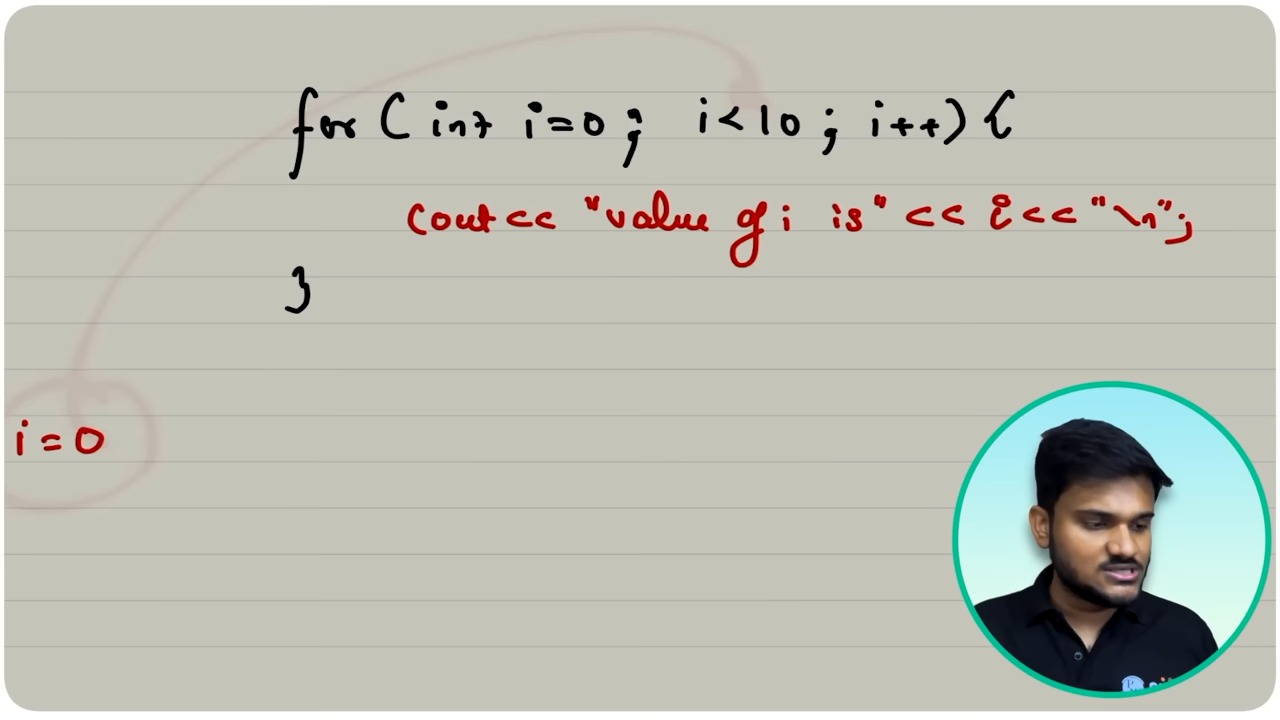 for ( int i=0 ; i<10 ; i++) {
cout<< "value of i is" << i<<"\n";
}
i=0